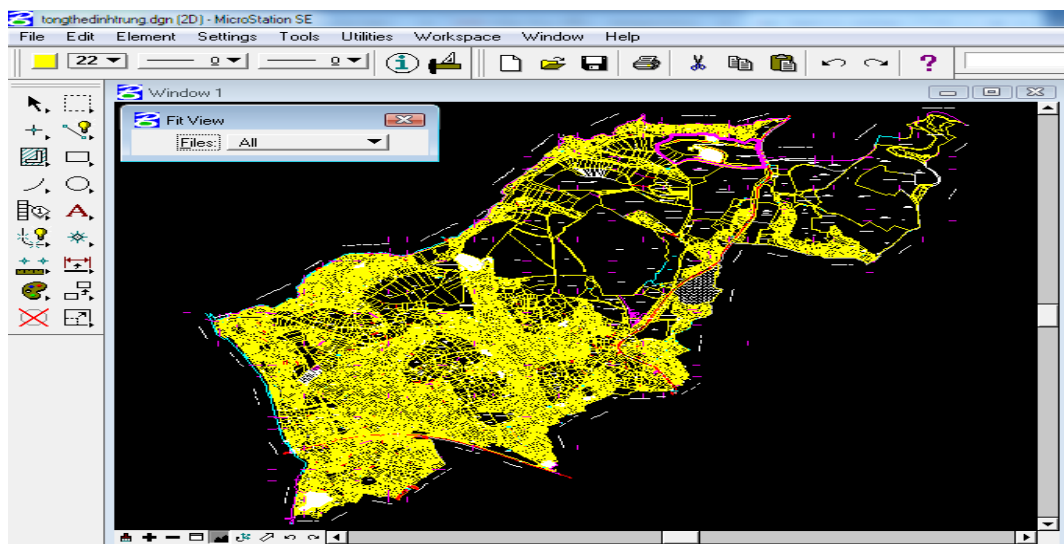 tongthedinhtrung.dgn (2D) - MicroStation SE
File Edit Element Settings Tools Utilities Workspace Window Help
22 0 0
Window 1
Fit View
Files: All